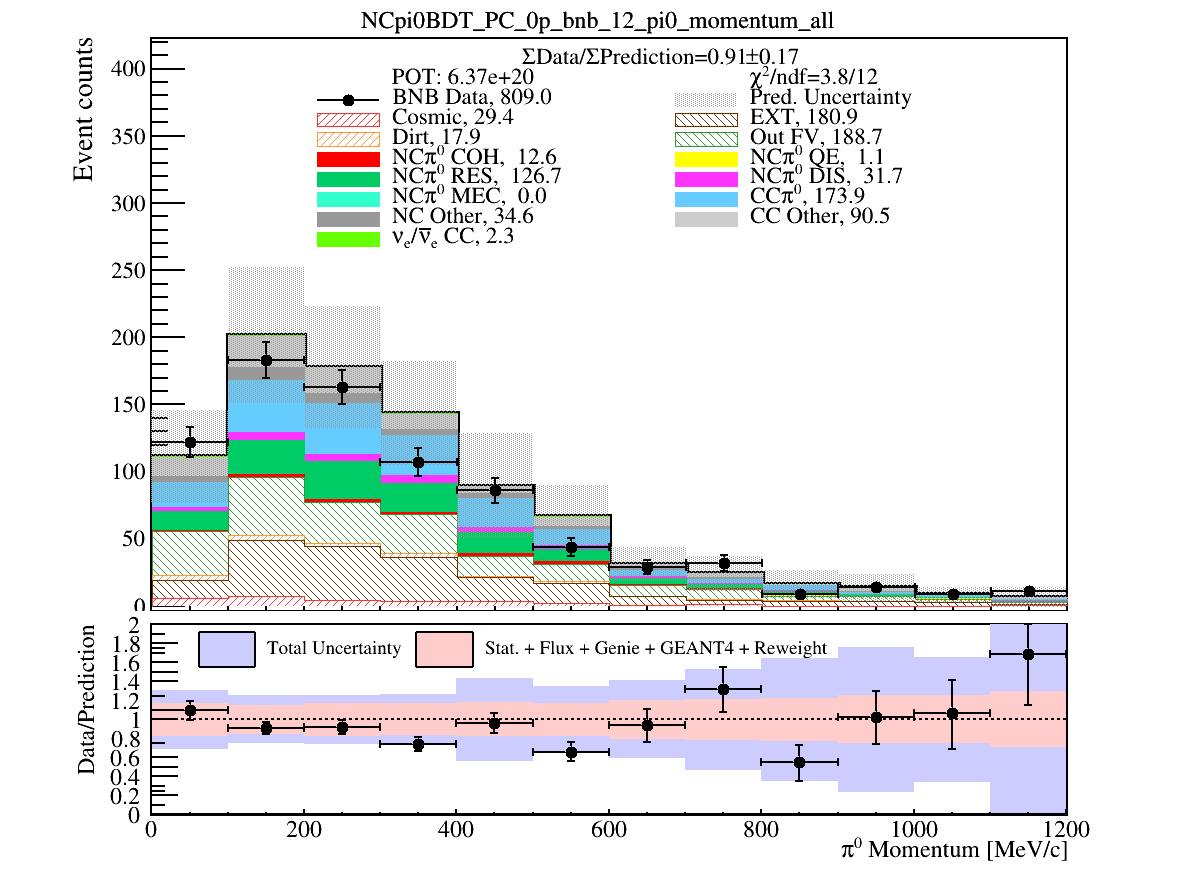 NCpi0BDT_PC_0p_bnb_12_pi0_momentum_all
ΣData/ΣPrediction=0.91±0.17
POT: 6.37e+20
χ²/ndf=3.8/12
BNB Data, 809.0
Pred. Uncertainty
Cosmic, 29.4
EXT, 180.9
Dirt, 17.9
Out FV, 188.7
NCπ⁰ COH, 12.6
NCπ⁰ QE, 1.1
NCπ⁰ RES, 126.7
NCπ⁰ DIS, 31.7
NCπ⁰ MEC, 0.0
CCπ⁰, 173.9
NC Other, 34.6
CC Other, 90.5
νₑ/ν̅ₑ CC, 2.3
Event counts
400
350
300
250
200
150
100
50
0
Total Uncertainty
Stat. + Flux + Genie + GEANT4 + Reweight
Data/Prediction
2
1.8
1.6
1.4
1.2
1
0.8
0.6
0.4
0.2
0
0 200 400 600 800 1000 1200
π⁰ Momentum [MeV/c]